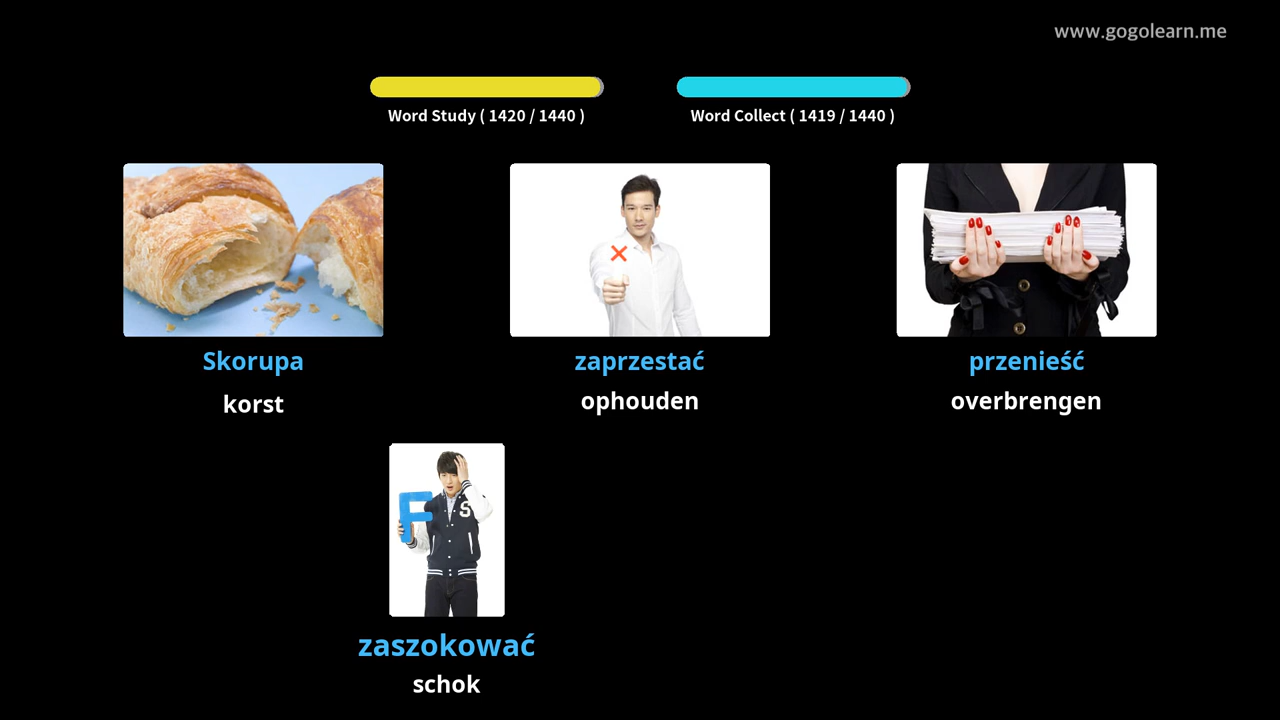 www.gogolearn.me
Word Study ( 1420 / 1440 )
Word Collect ( 1419 / 1440 )
Skorupa
korst
zaprzestać
ophouden
przenieść
overbrengen
F
S
zaszokować
schok